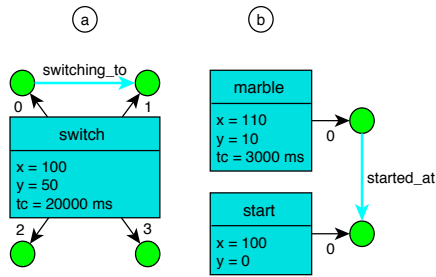 a
switching_to
0
1
switch
x = 100
y = 50
tc = 20000 ms
2
3
b
marble
x = 110
y = 10
tc = 3000 ms
0
started_at
start
x = 100
y = 0
0